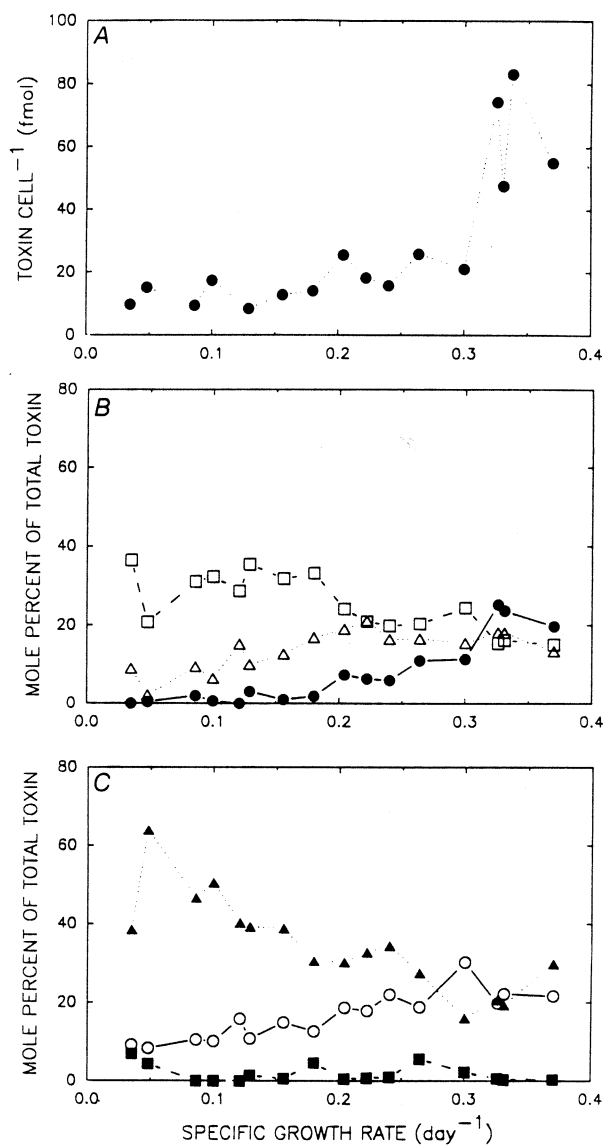 A
100
80
60
40
20
0
TOXIN CELL⁻¹ (fmol)
0.0 0.1 0.2 0.3 0.4
B
80
60
40
20
0
MOLE PERCENT OF TOTAL TOXIN
0.0 0.1 0.2 0.3 0.4
C
80
60
40
20
0
MOLE PERCENT OF TOTAL TOXIN
0.0 0.1 0.2 0.3 0.4
SPECIFIC GROWTH RATE (day⁻¹)